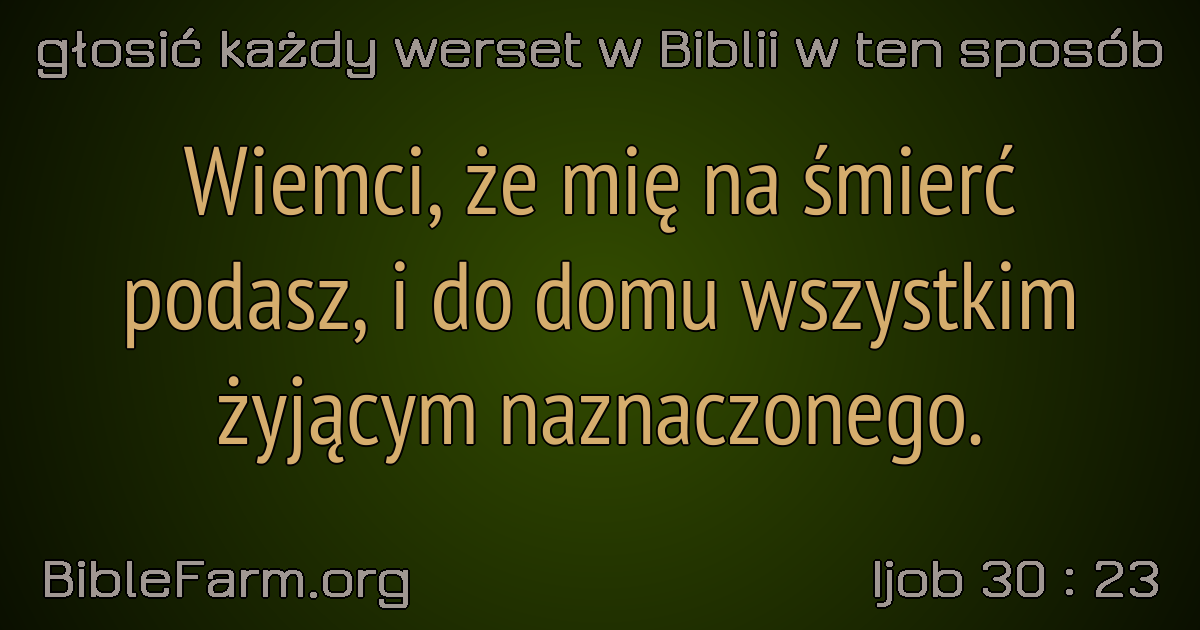 głosić każdy werset w Biblii w ten sposób
Wiemci, że mię na śmierć
podasz, i do domu wszystkim
żyjącym naznaczonego.
BibleFarm.org
Ijob 30 : 23